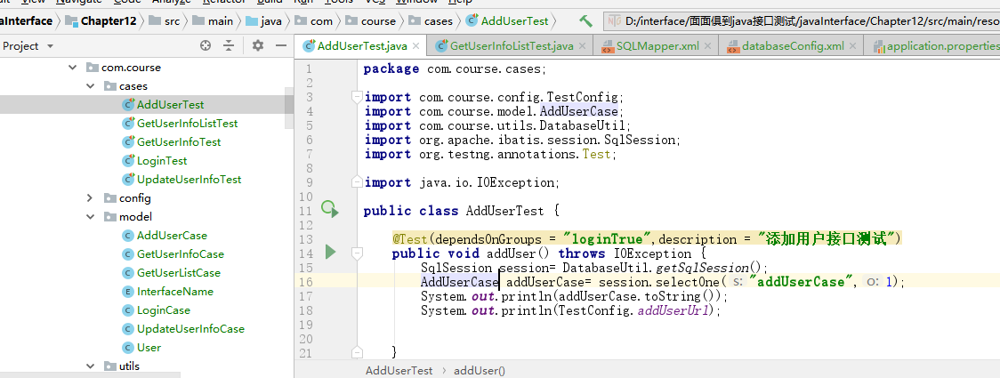 Navigate Code Analyze Refactor Build Run Tools VCS Window Help
aInterface Chapter12 src main java com course cases AddUserTest D:/interface/面面俱到java接口测试/javaInterface/Chapter12/src/main/reso
Project
AddUserTest.java GetUserInfoListTest.java SQLMapper.xml databaseConfig.xml application.properties
com.course
cases
AddUserTest
GetUserInfoListTest
GetUserInfoTest
LoginTest
UpdateUserInfoTest
config
model
AddUserCase
GetUserInfoCase
GetUserListCase
InterfaceName
LoginCase
UpdateUserInfoCase
User
utils
1 package com.course.cases;
2
3 import com.course.config.TestConfig;
4 import com.course.model.AddUserCase;
5 import com.course.utils.DatabaseUtil;
6 import org.apache.ibatis.session.SqlSession;
7 import org.testng.annotations.Test;
8
9 import java.io.IOException;
10
11 public class AddUserTest {
12
13 @Test(dependsOnGroups = "loginTrue",description = "添加用户接口测试")
14 public void addUser() throws IOException {
15 SqlSession session= DatabaseUtil.getSqlSession();
16 AddUserCase addUserCase= session.selectOne( s: "addUserCase", o: 1);
17 System.out.println(addUserCase.toString());
18 System.out.println(TestConfig.addUserUrl);
19
20
21 }
AddUserTest addUser()